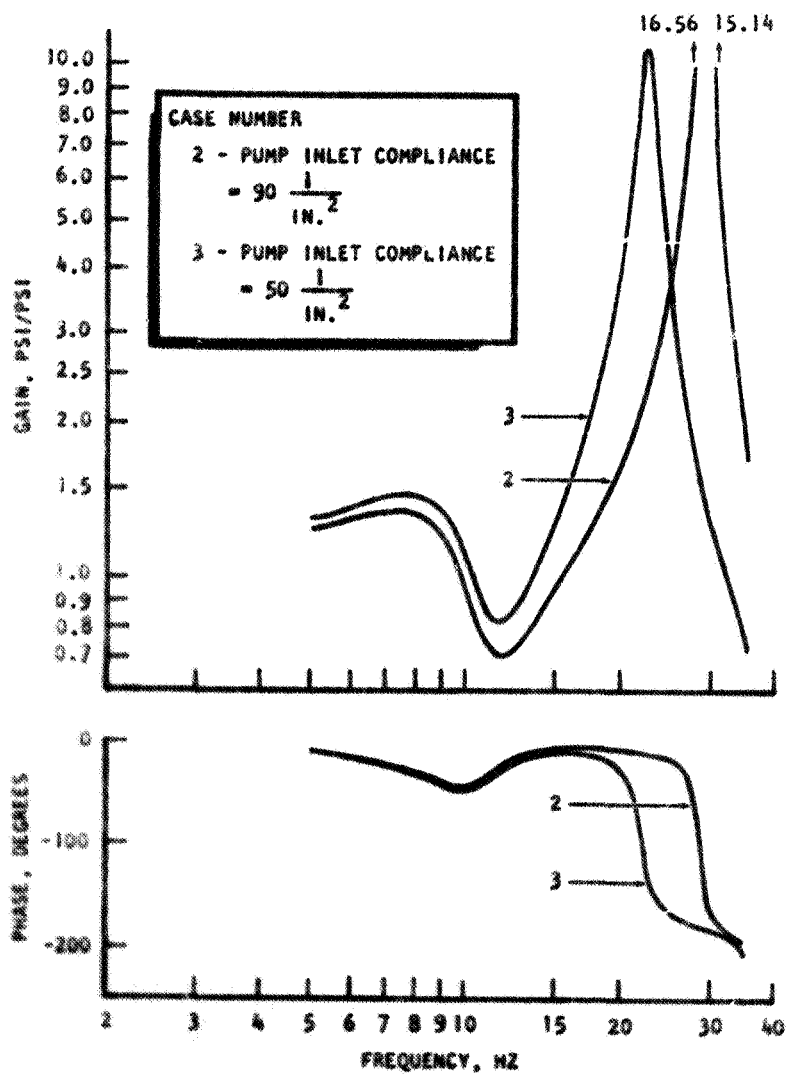 16.56 15.14
10.0
9.0
8.0
7.0
6.0
5.0
4.0
3.0
2.5
2.0
1.5
1.0
0.9
0.8
0.7
GAIN, PSI/PSI
CASE NUMBER
2 - PUMP INLET COMPLIANCE
= 90 1
IN.2
3 - PUMP INLET COMPLIANCE
= 50 1
IN.2
3
2
0
-100
-200
PHASE, DEGREES
2
3
2 3 4 5 6 7 8 9 10 15 20 30 40
FREQUENCY, HZ